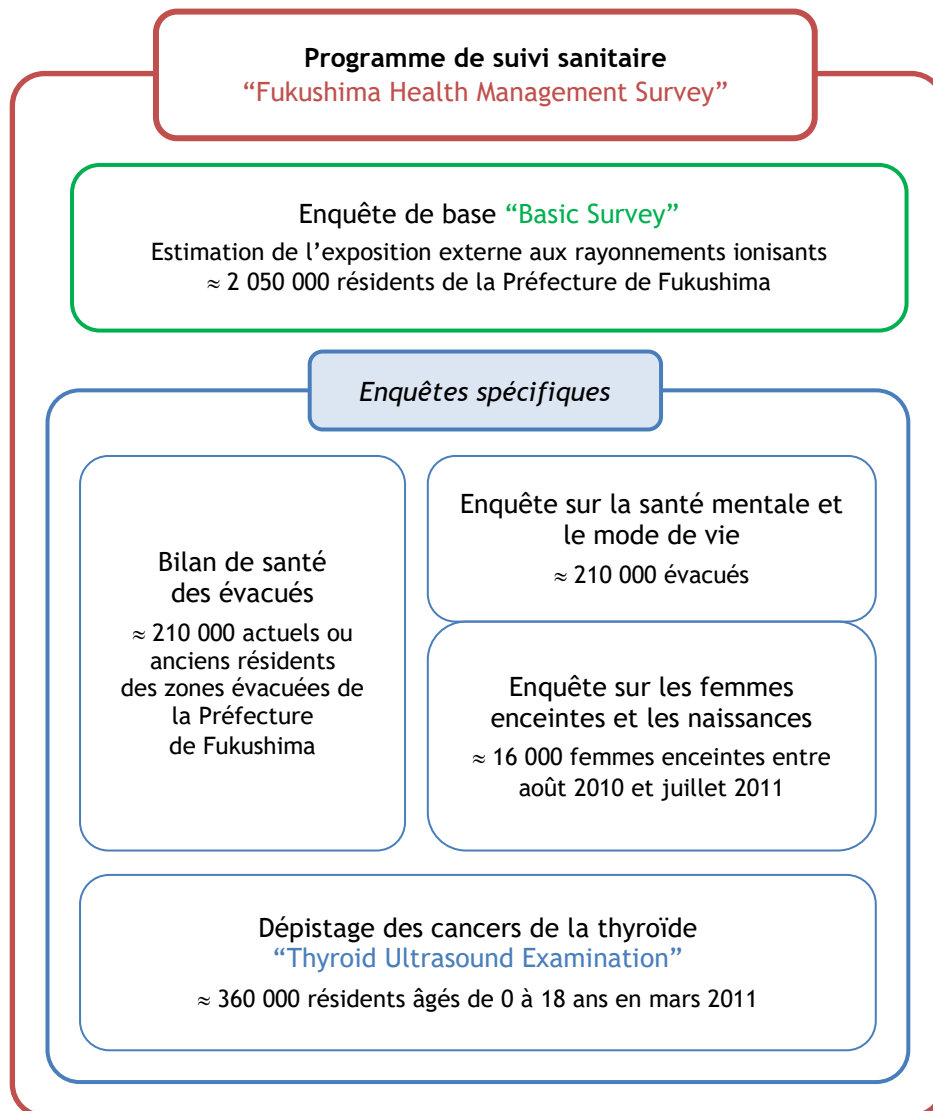 Programme de suivi sanitaire
“Fukushima Health Management Survey”
Enquête de base “Basic Survey”
Estimation de l’exposition externe aux rayonnements ionisants
≈ 2 050 000 résidents de la Préfecture de Fukushima
Enquêtes spécifiques
Bilan de santé
des évacués
≈ 210 000 actuels ou
anciens résidents
des zones évacuées de
la Préfecture
de Fukushima
Enquête sur la santé mentale et
le mode de vie
≈ 210 000 évacués
Enquête sur les femmes
enceintes et les naissances
≈ 16 000 femmes enceintes entre
août 2010 et juillet 2011
Dépistage des cancers de la thyroïde
“Thyroid Ultrasound Examination”
≈ 360 000 résidents âgés de 0 à 18 ans en mars 2011